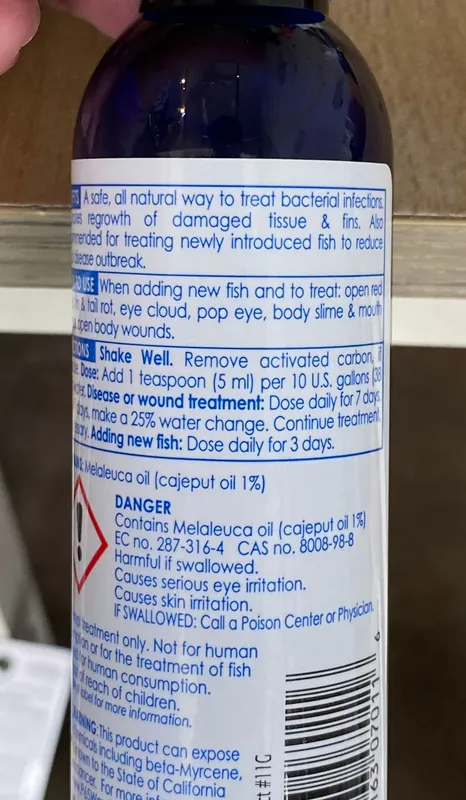 A safe, all natural way to treat bacterial infections.
regrowth of damaged tissue & fins. Also
for treating newly introduced fish to reduce
disease outbreak.
USE When adding new fish and to treat: open red
& tail rot, eye cloud, pop eye, body slime & mouth
open body wounds.
Shake Well. Remove activated carbon, if
Dose: Add 1 teaspoon (5 ml) per 10 U.S. gallons (38
Disease or wound treatment: Dose daily for 7 days.
make a 25% water change. Continue treatment,
Adding new fish: Dose daily for 3 days.
Melaleuca oil (cajeput oil 1%)
DANGER
Contains Melaleuca oil (cajeput oil 1%)
EC no. 287-316-4 CAS no. 8008-98-8
Harmful if swallowed.
Causes serious eye irritation.
Causes skin irritation.
IF SWALLOWED: Call a Poison Center or Physician.
treatment only. Not for human
or for the treatment of fish
human consumption.
of reach of children.
label for more information.
This product can expose
including beta-Myrcene,
to the State of California
For more
#11G
63 07011 6